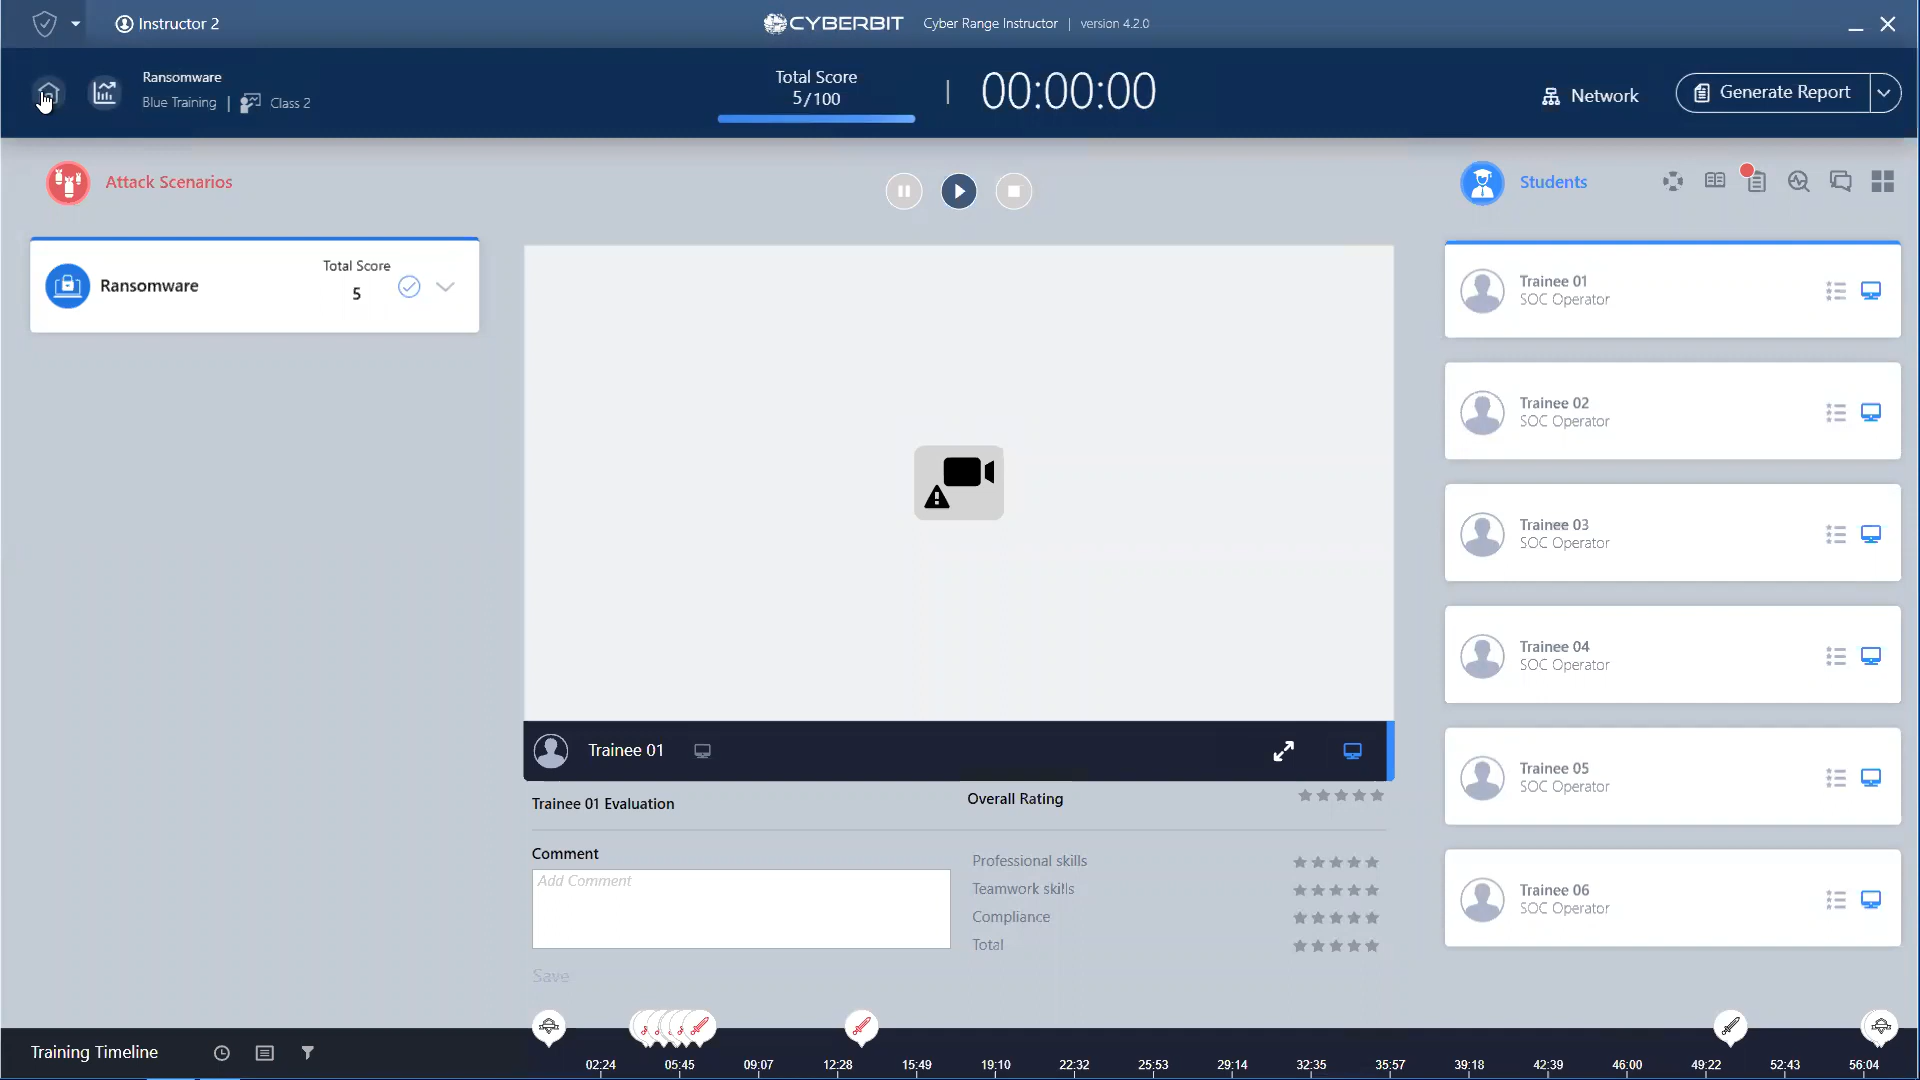 Instructor 2
CYBERBIT Cyber Range Instructor | version 4.2.0
Ransomware
Blue Training | Class 2
Total Score
5/100
00:00:00
Network
Generate Report
Attack Scenarios
Students
Ransomware
Total Score
5
Trainee 01
SOC Operator
Trainee 02
SOC Operator
Trainee 03
SOC Operator
Trainee 04
SOC Operator
Trainee 05
SOC Operator
Trainee 06
SOC Operator
Trainee 01
Trainee 01 Evaluation
Overall Rating
Comment
Add Comment
Professional skills
Teamwork skills
Compliance
Total
Save
Training Timeline
02:24 05:45 09:07 12:28 15:49 19:10 22:32 25:53 29:14 32:35 35:57 39:18 42:39 46:00 49:22 52:43 56:04